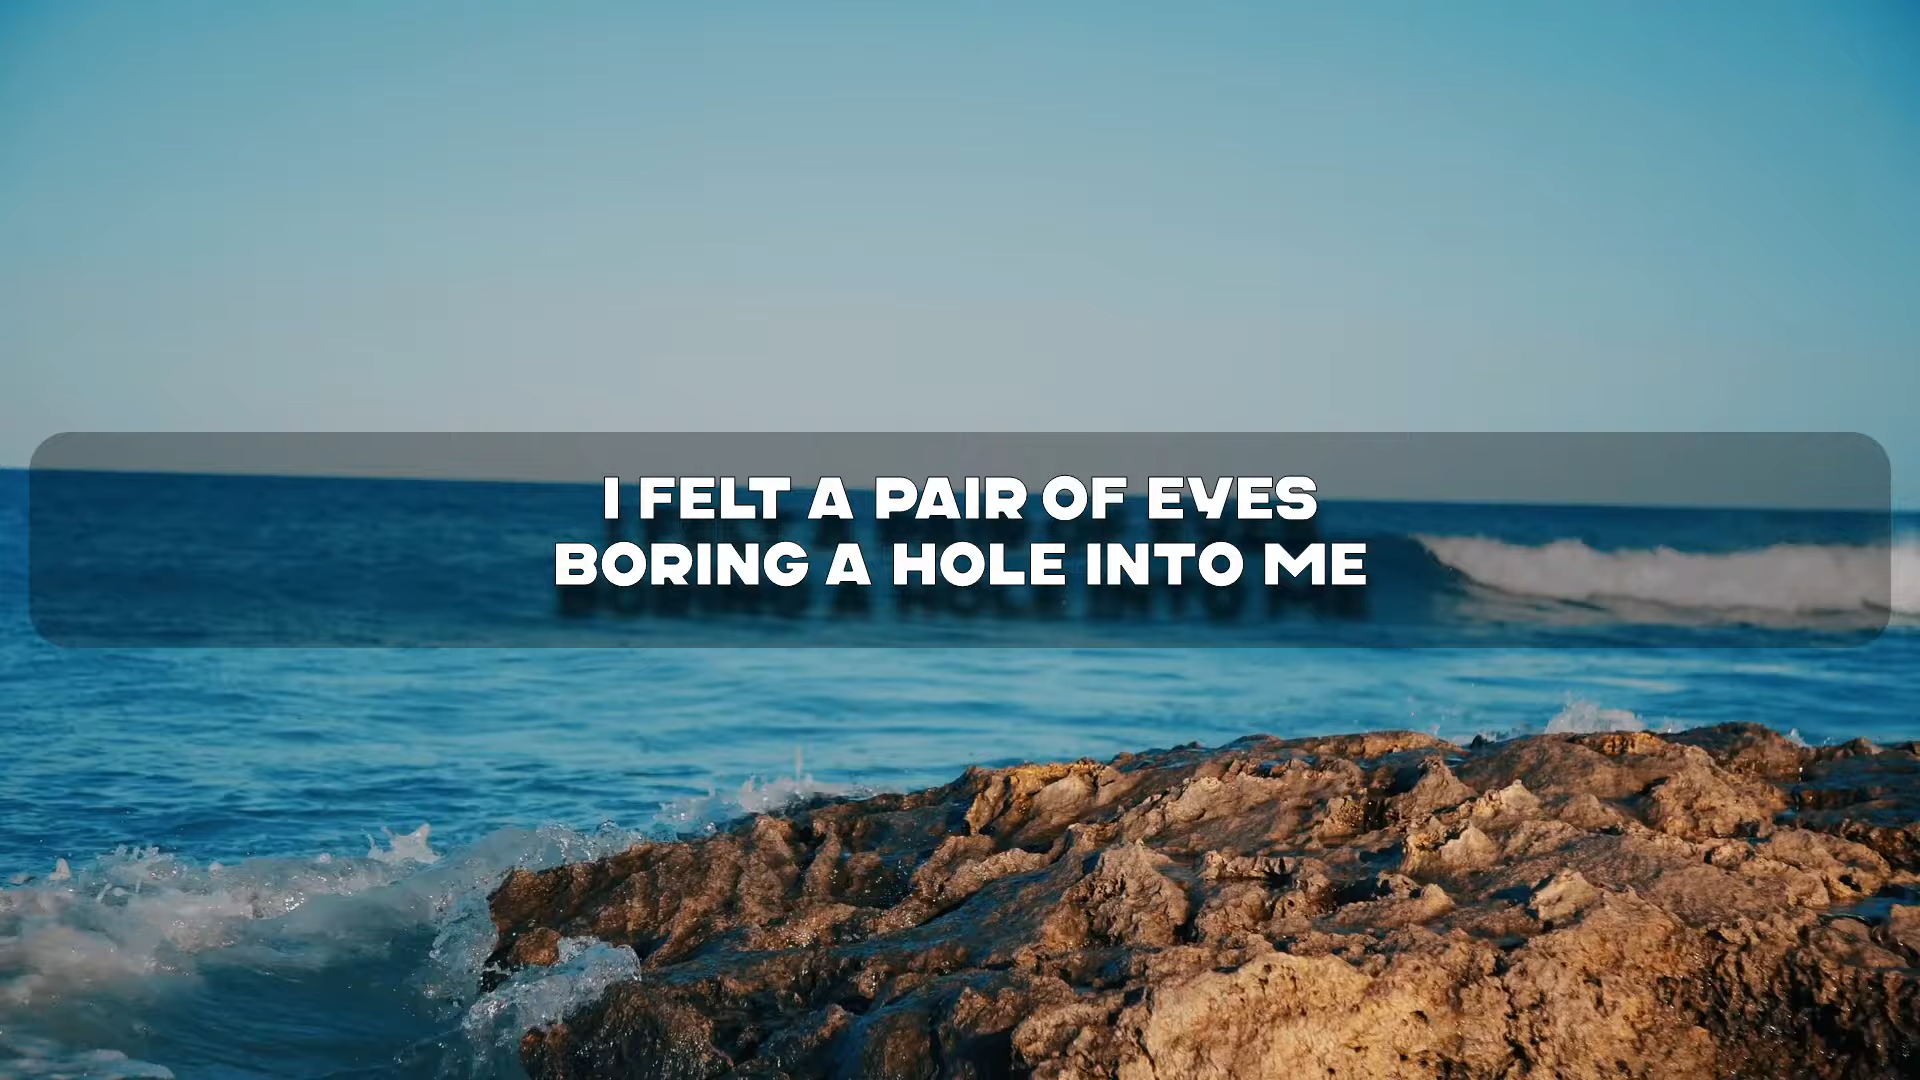 I FELT A PAIR OF EYES
BORING A HOLE INTO ME